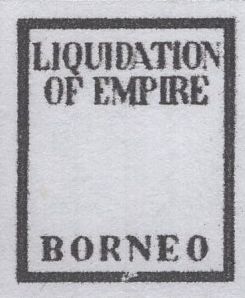 LIQUIDATION
OF EMPIRE
BORNEO